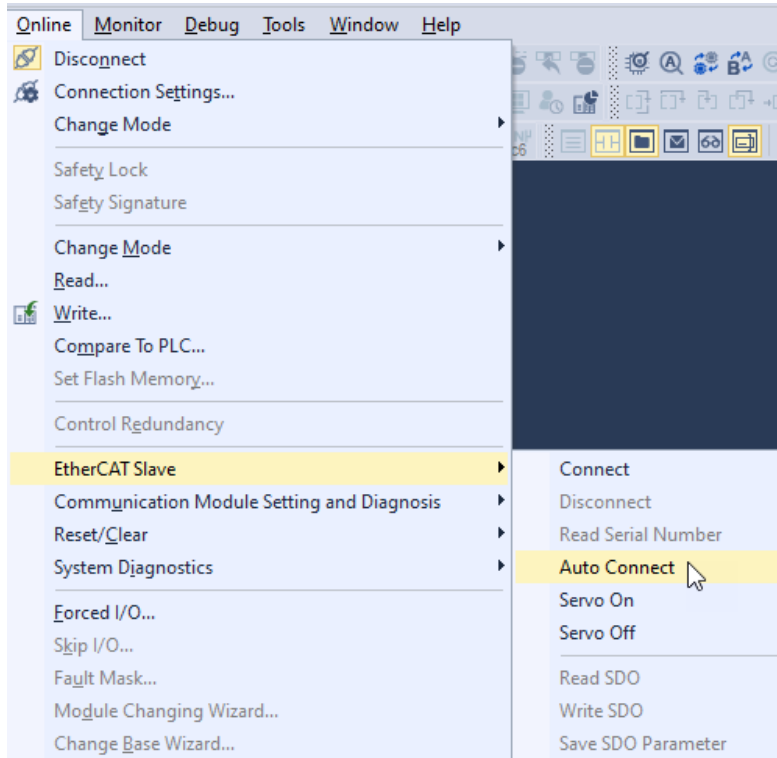 Online Monitor Debug Tools Window Help
Disconnect
Connection Settings...
Change Mode
Safety Lock
Safety Signature
Change Mode
Read...
Write...
Compare To PLC...
Set Flash Memory...
Control Redundancy
EtherCAT Slave
Communication Module Setting and Diagnosis
Reset/Clear
System Diagnostics
Forced I/O...
Skip I/O...
Fault Mask...
Module Changing Wizard...
Change Base Wizard...
Connect
Disconnect
Read Serial Number
Auto Connect
Servo On
Servo Off
Read SDO
Write SDO
Save SDO Parameter